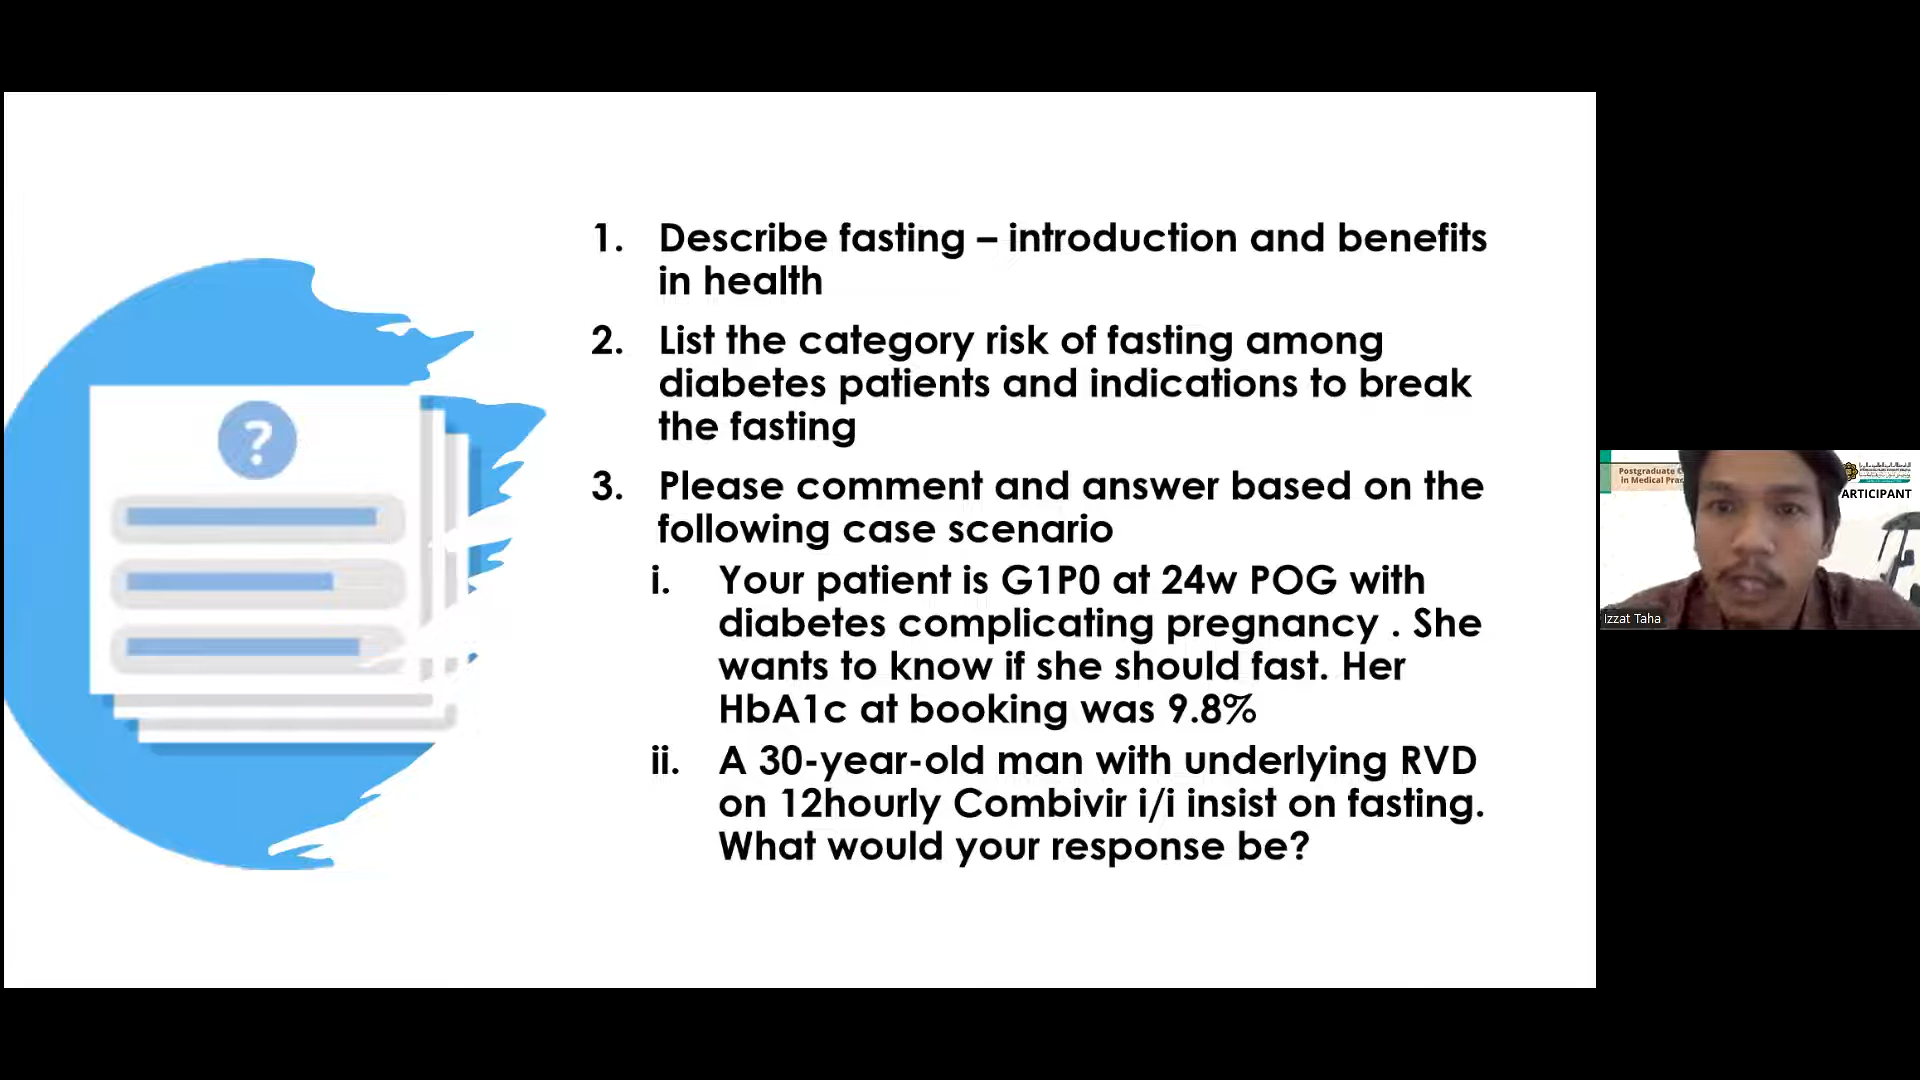 1. Describe fasting – introduction and benefits
in health
2. List the category risk of fasting among
diabetes patients and indications to break
the fasting
3. Please comment and answer based on the
following case scenario
i. Your patient is G1P0 at 24w POG with
diabetes complicating pregnancy . She
wants to know if she should fast. Her
HbA1c at booking was 9.8%
ii. A 30-year-old man with underlying RVD
on 12hourly Combivir i/i insist on fasting.
What would your response be?
?
Postgraduate
in Medical
ARTICIPANT
Izzat Taha